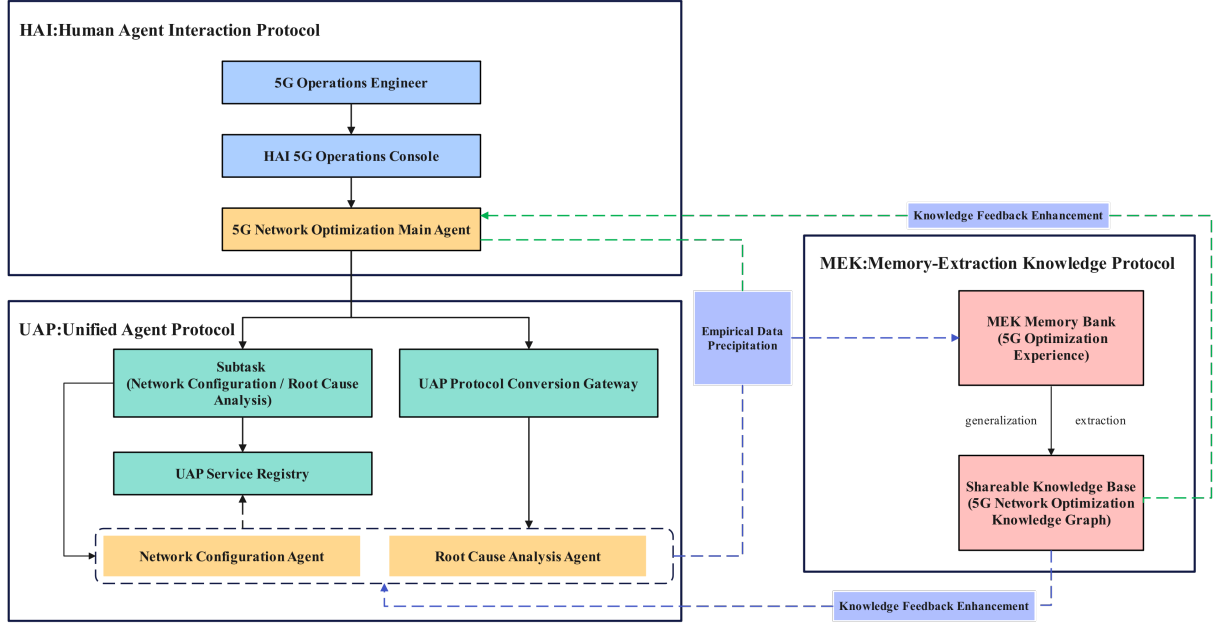 HAI:Human Agent Interaction Protocol
5G Operations Engineer
HAI 5G Operations Console
5G Network Optimization Main Agent
UAP:Unified Agent Protocol
Subtask
(Network Configuration / Root Cause
Analysis)
UAP Protocol Conversion Gateway
UAP Service Registry
Network Configuration Agent
Root Cause Analysis Agent
Empirical Data
Precipitation
Knowledge Feedback Enhancement
MEK:Memory-Extraction Knowledge Protocol
MEK Memory Bank
(5G Optimization
Experience)
generalization
extraction
Shareable Knowledge Base
(5G Network Optimization
Knowledge Graph)
Knowledge Feedback Enhancement